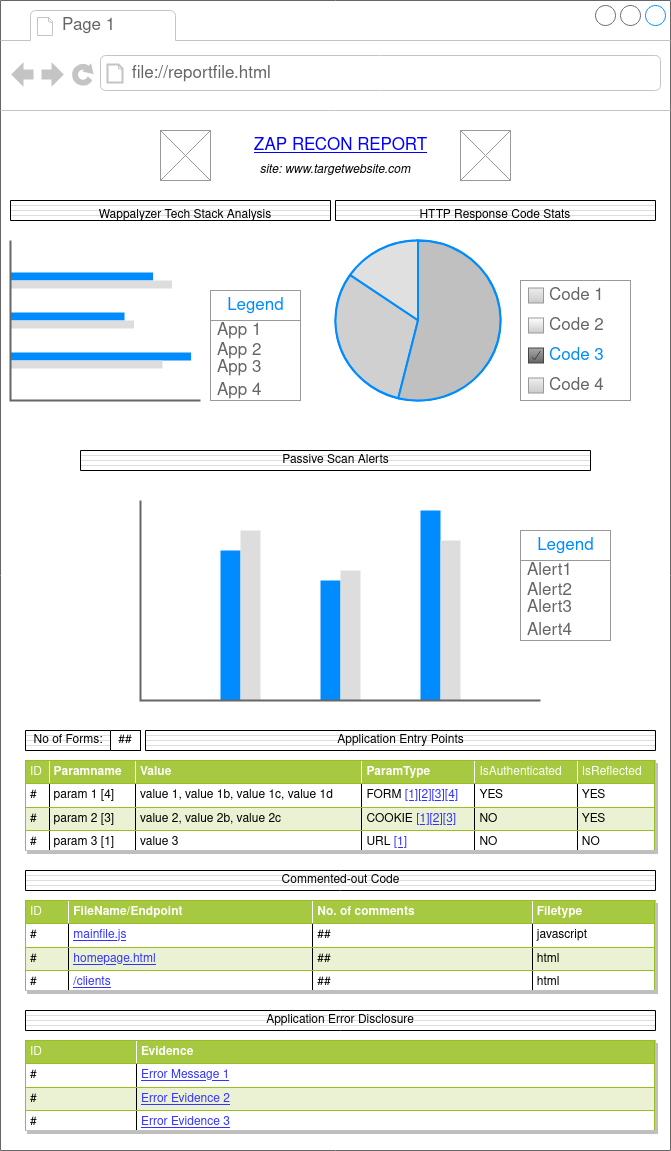 Page 1
file://reportfile.html
ZAP RECON REPORT
site: www.targetwebsite.com
Wappalyzer Tech Stack Analysis
HTTP Response Code Stats
Legend
App 1
App 2
App 3
App 4
Code 1
Code 2
Code 3
Code 4
Passive Scan Alerts
Legend
Alert1
Alert2
Alert3
Alert4
No of Forms: ## Application Entry Points
ID Paramname Value ParamType IsAuthenticated IsReflected
# param 1 [4] value 1, value 1b, value 1c, value 1d FORM [1][2][3][4] YES YES
# param 2 [3] value 2, value 2b, value 2c COOKIE [1][2][3] NO YES
# param 3 [1] value 3 URL [1] NO NO
Commented-out Code
ID FileName/Endpoint No. of comments Filetype
# mainfile.js ## javascript
# homepage.html ## html
# /clients ## html
Application Error Disclosure
ID Evidence
# Error Message 1
# Error Evidence 2
# Error Evidence 3